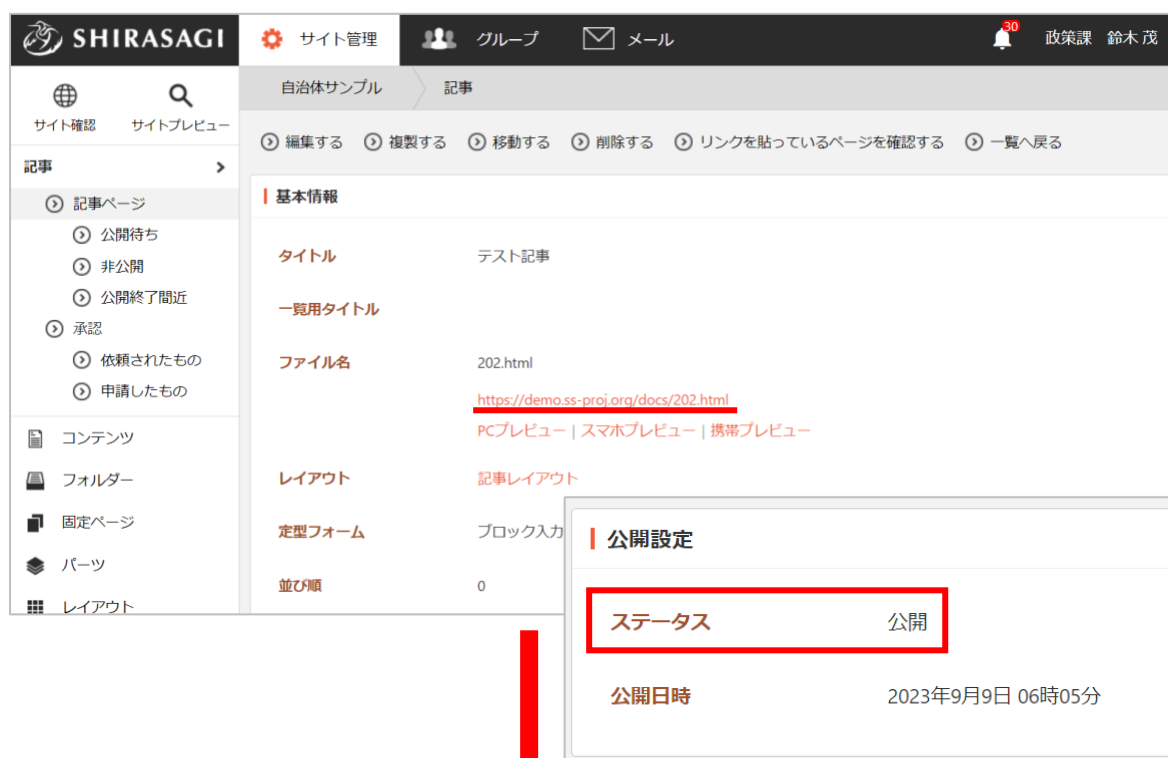 SHIRASAGI
サイト管理
グループ
メール
30
政策課 鈴木 茂
サイト確認
サイトプレビュー
自治体サンプル
記事
編集する
複製する
移動する
削除する
リンクを貼っているページを確認する
一覧へ戻る
記事
記事ページ
公開待ち
非公開
公開終了間近
承認
依頼されたもの
申請したもの
コンテンツ
フォルダー
固定ページ
パーツ
レイアウト
基本情報
タイトル テスト記事
一覧用タイトル
ファイル名 202.html
https://demo.ss-proj.org/docs/202.html
PCプレビュー | スマホプレビュー | 携帯プレビュー
レイアウト 記事レイアウト
定型フォーム ブロック入力
並び順 0
公開設定
ステータス 公開
公開日時 2023年9月9日 06時05分